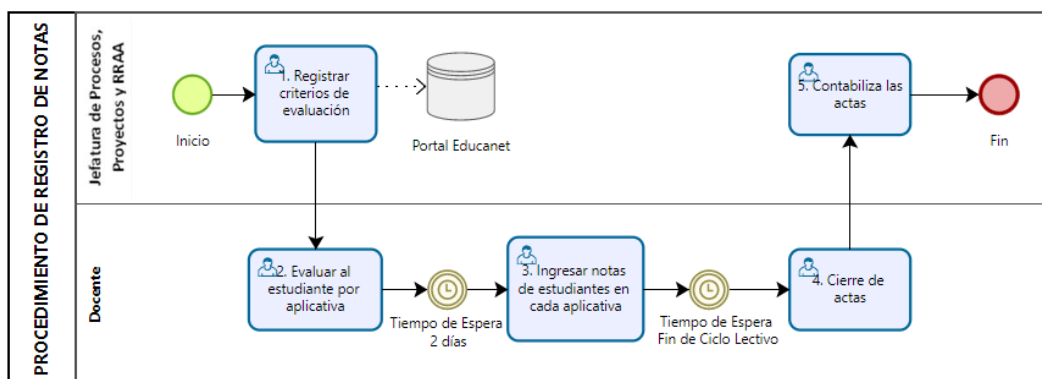 PROCEDIMIENTO DE REGISTRO DE NOTAS
Jefatura de Procesos,
Proyectos y RRAA
Inicio
1. Registrar
criterios de
evaluación
Portal Educanet
5. Contabiliza las
actas
Fin
Docente
2. Evaluar al
estudiante por
aplicativa
Tiempo de Espera
2 días
3. Ingresar notas
de estudiantes en
cada aplicativa
Tiempo de Espera
Fin de Ciclo Lectivo
4. Cierre de
actas